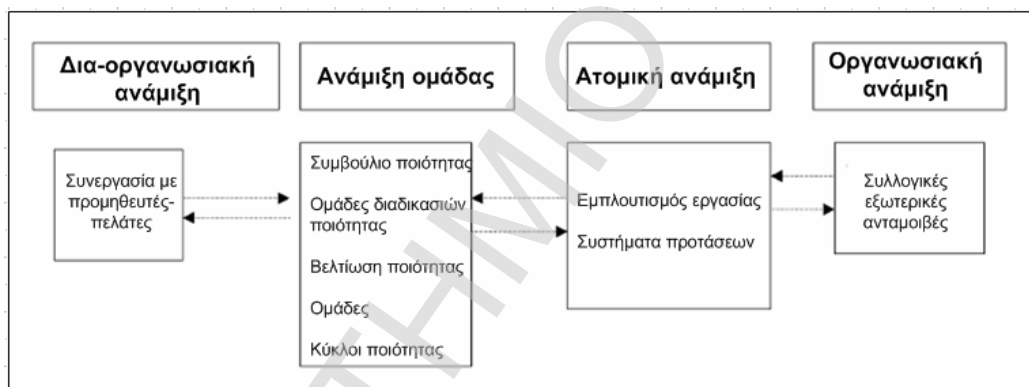 Δια-οργανωσιακή
ανάμιξη
Ανάμιξη ομάδας
Ατομική ανάμιξη
Οργανωσιακή
ανάμιξη
Συνεργασία με
προμηθευτές-
πελάτες
Συμβούλιο ποιότητας
Ομάδες διαδικασιών
ποιότητας
Βελτίωση ποιότητας
Ομάδες
Κύκλοι ποιότητας
Εμπλουτισμός εργασίας
Συστήματα προτάσεων
Συλλογικές
εξωτερικές
ανταμοιβές